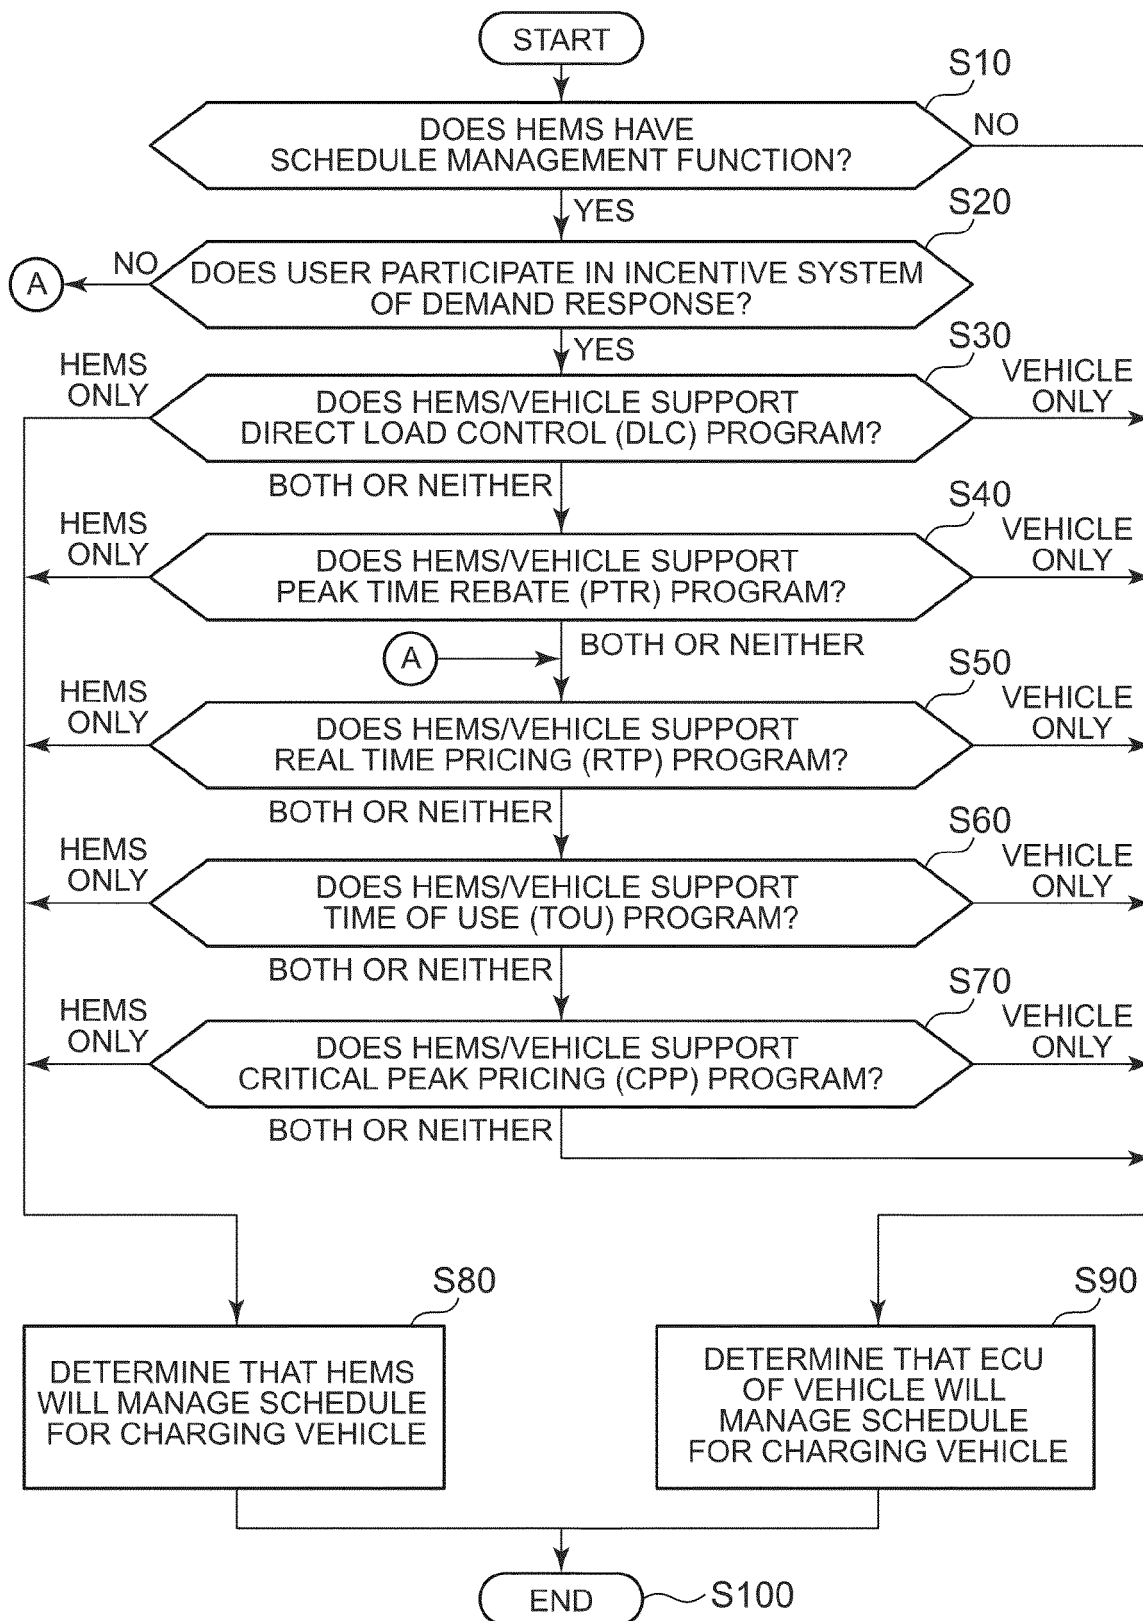 START
S10
DOES HEMS HAVE
SCHEDULE MANAGEMENT FUNCTION?
NO
YES
S20
A
NO
DOES USER PARTICIPATE IN INCENTIVE SYSTEM
OF DEMAND RESPONSE?
YES
S30
HEMS
ONLY
DOES HEMS/VEHICLE SUPPORT
DIRECT LOAD CONTROL (DLC) PROGRAM?
VEHICLE
ONLY
BOTH OR NEITHER
S40
HEMS
ONLY
DOES HEMS/VEHICLE SUPPORT
PEAK TIME REBATE (PTR) PROGRAM?
VEHICLE
ONLY
BOTH OR NEITHER
A
S50
HEMS
ONLY
DOES HEMS/VEHICLE SUPPORT
REAL TIME PRICING (RTP) PROGRAM?
VEHICLE
ONLY
BOTH OR NEITHER
S60
HEMS
ONLY
DOES HEMS/VEHICLE SUPPORT
TIME OF USE (TOU) PROGRAM?
VEHICLE
ONLY
BOTH OR NEITHER
S70
HEMS
ONLY
DOES HEMS/VEHICLE SUPPORT
CRITICAL PEAK PRICING (CPP) PROGRAM?
VEHICLE
ONLY
BOTH OR NEITHER
S80
DETERMINE THAT HEMS
WILL MANAGE SCHEDULE
FOR CHARGING VEHICLE
S90
DETERMINE THAT ECU
OF VEHICLE WILL
MANAGE SCHEDULE
FOR CHARGING VEHICLE
END
S100